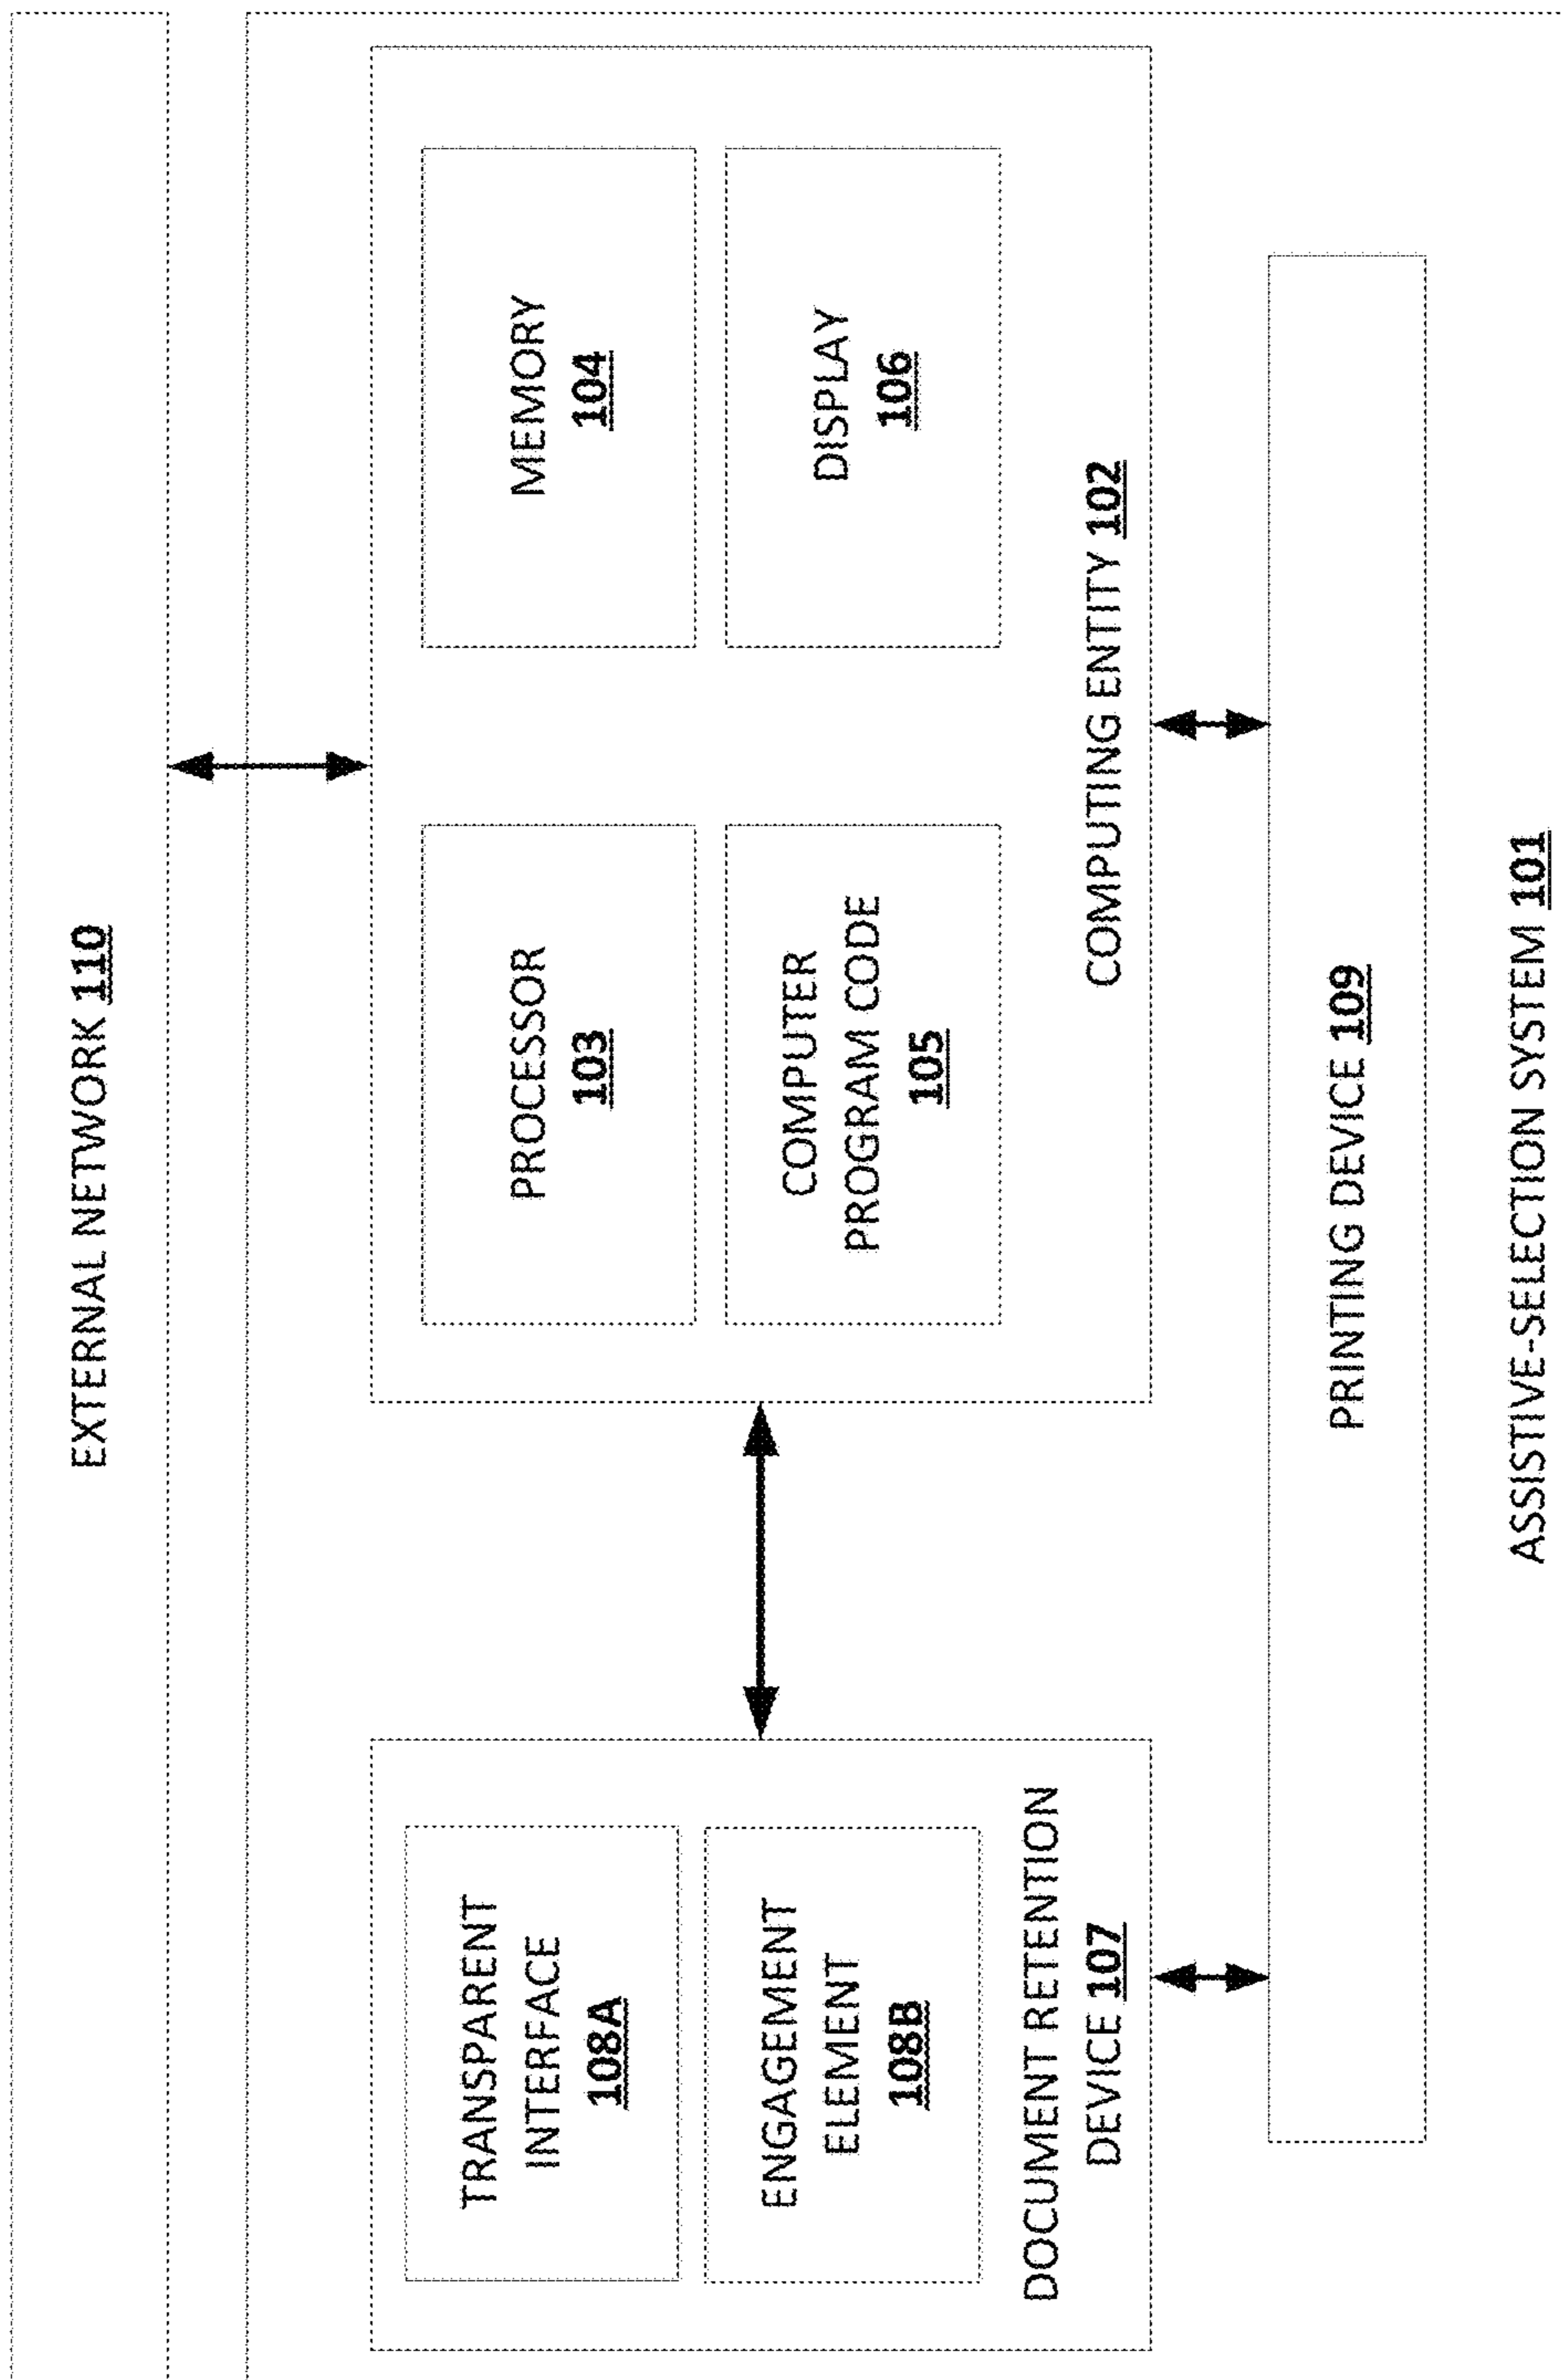 EXTERNAL NETWORK 110
TRANSPARENT
INTERFACE
108A
ENGAGEMENT
ELEMENT
108B
DOCUMENT RETENTION
DEVICE 107
PROCESSOR
103
MEMORY
104
COMPUTER
PROGRAM CODE
105
DISPLAY
106
COMPUTING ENTITY 102
PRINTING DEVICE 109
ASSISTIVE-SELECTION SYSTEM 101